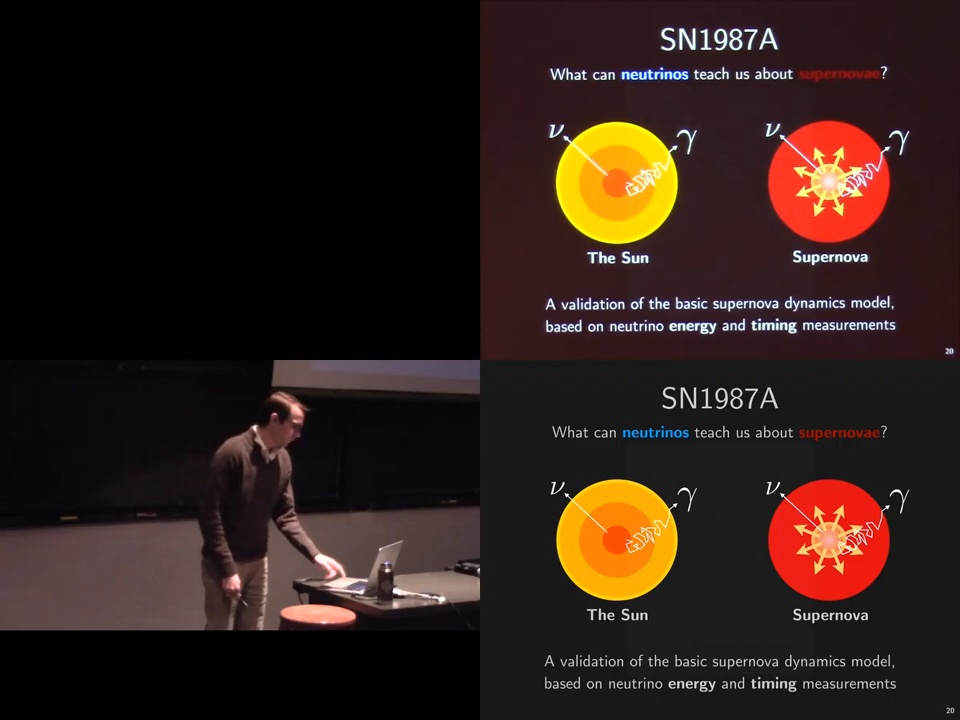 SN1987A
What can neutrinos teach us about supernovae?
ν γ ν γ
The Sun Supernova
A validation of the basic supernova dynamics model,
based on neutrino energy and timing measurements
20
SN1987A
What can neutrinos teach us about supernovae?
ν γ ν γ
The Sun Supernova
A validation of the basic supernova dynamics model,
based on neutrino energy and timing measurements
20